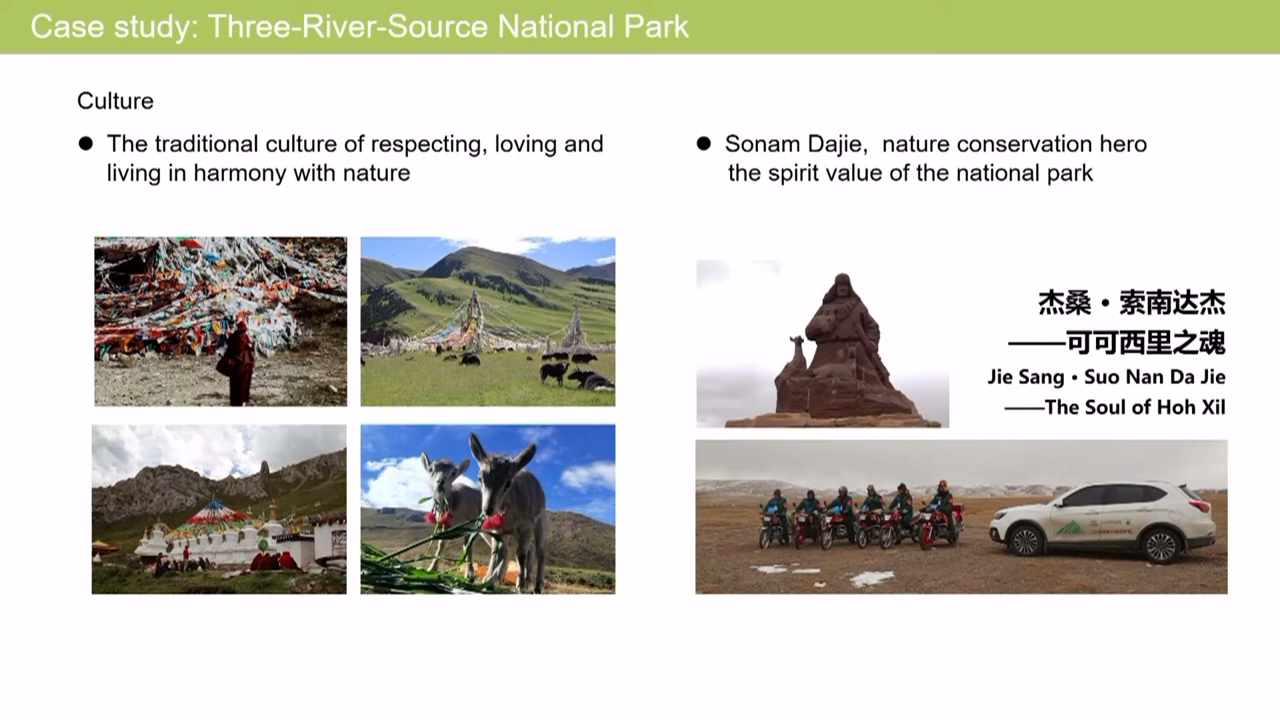 Case study: Three-River-Source National Park
Culture
● The traditional culture of respecting, loving and
living in harmony with nature
● Sonam Dajie, nature conservation hero
the spirit value of the national park
杰桑・索南达杰
——可可西里之魂
Jie Sang • Suo Nan Da Jie
——The Soul of Hoh Xil